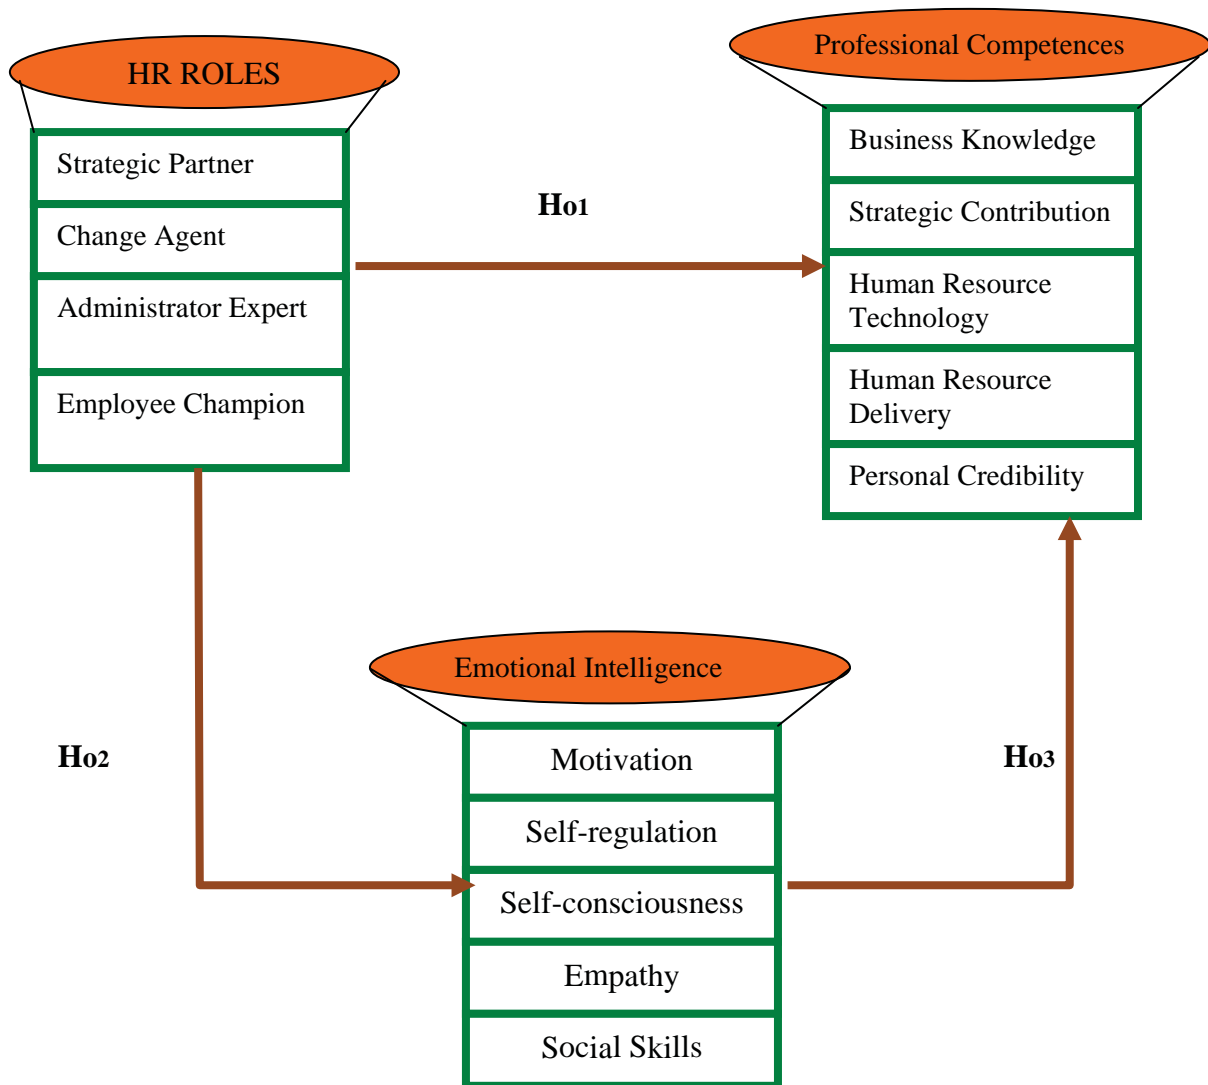 HR ROLES
Strategic Partner
Change Agent
Administrator Expert
Employee Champion
Ho1
Professional Competences
Business Knowledge
Strategic Contribution
Human Resource
Technology
Human Resource
Delivery
Personal Credibility
Ho2
Emotional Intelligence
Motivation
Self-regulation
Self-consciousness
Empathy
Social Skills
Ho3